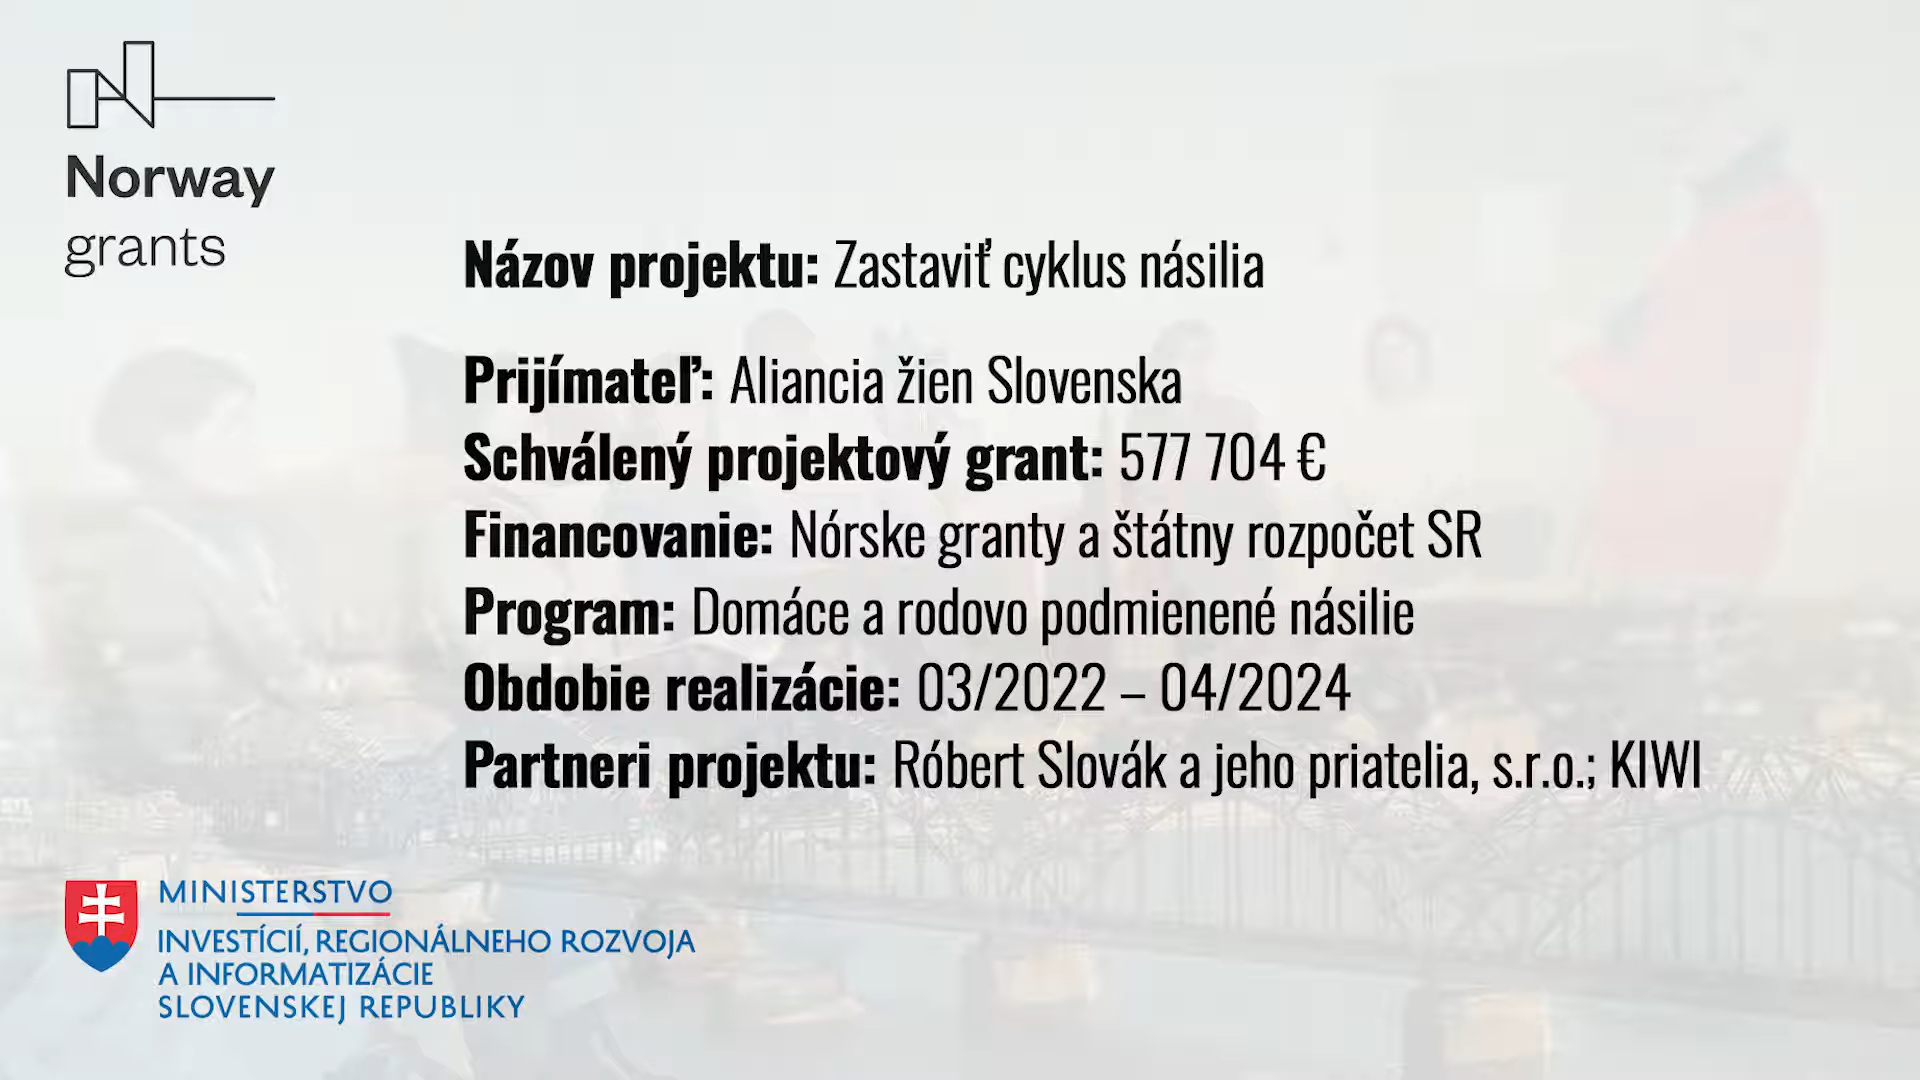 Norway
grants
Názov projektu: Zastaviť cyklus násilia
Prijímateľ: Aliancia žien Slovenska
Schválený projektový grant: 577 704 €
Financovanie: Nórske granty a štátny rozpočet SR
Program: Domáce a rodovo podmienené násilie
Obdobie realizácie: 03/2022 – 04/2024
Partneri projektu: Róbert Slovák a jeho priatelia, s.r.o.; KIWI
MINISTERSTVO
INVESTÍCIÍ, REGIONÁLNEHO ROZVOJA
A INFORMATIZÁCIE
SLOVENSKEJ REPUBLIKY